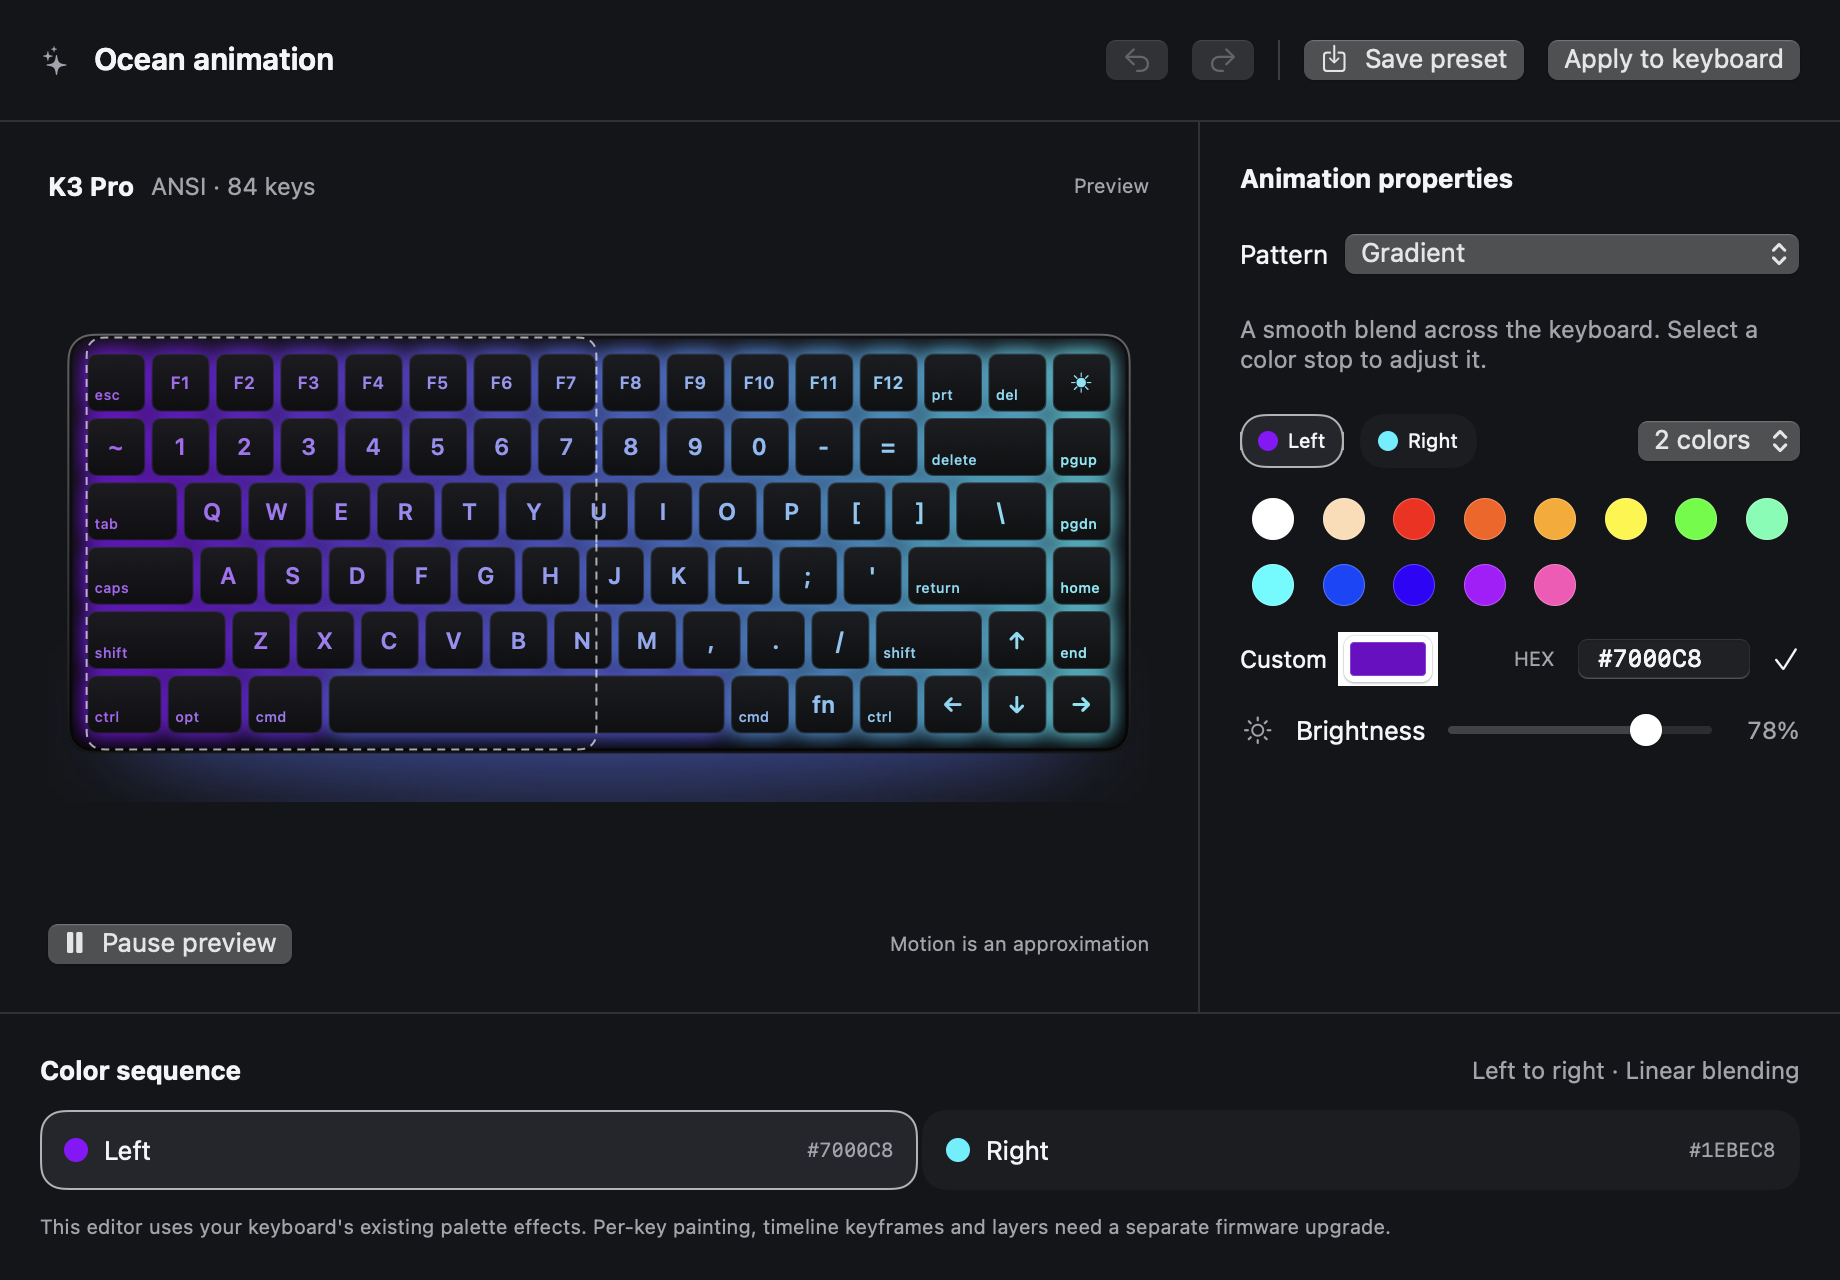 Ocean animation
Save preset
Apply to keyboard
K3 Pro ANSI · 84 keys
Preview
esc F1 F2 F3 F4 F5 F6 F7 F8 F9 F10 F11 F12 prt del
~ 1 2 3 4 5 6 7 8 9 0 - = delete pgup
tab Q W E R T Y U I O P [ ] \ pgdn
caps A S D F G H J K L ; ' return home
shift Z X C V B N M , . / shift ↑ end
ctrl opt cmd cmd fn ctrl ← ↓ →
Pause preview
Motion is an approximation
Animation properties
Pattern Gradient
A smooth blend across the keyboard. Select a
color stop to adjust it.
Left Right 2 colors
Custom HEX #7000C8
Brightness 78%
Color sequence
Left to right · Linear blending
Left #7000C8
Right #1EBEC8
This editor uses your keyboard's existing palette effects. Per-key painting, timeline keyframes and layers need a separate firmware upgrade.